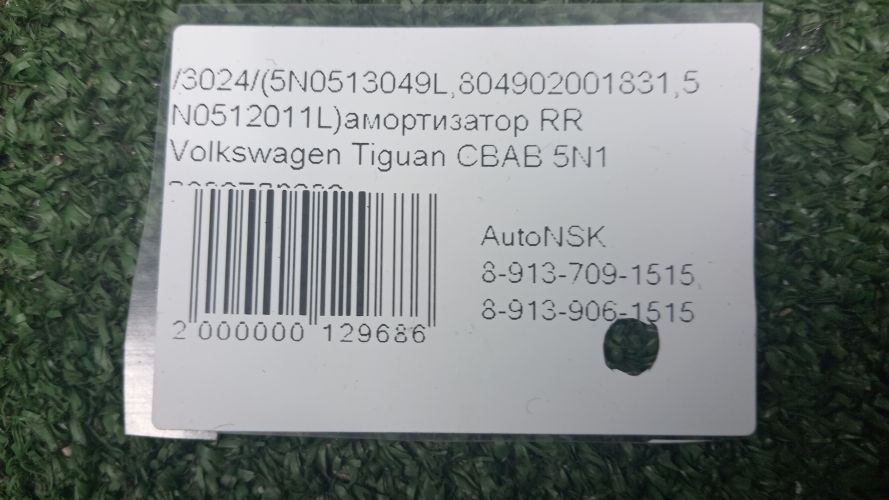 /3024/(5N0513049L,804902001831,5
N0512011L)амортизатор RR
Volkswagen Tiguan CBAB 5N1
AutoNSK
8-913-709-1515,
8-913-906-1515
2 000000 129686